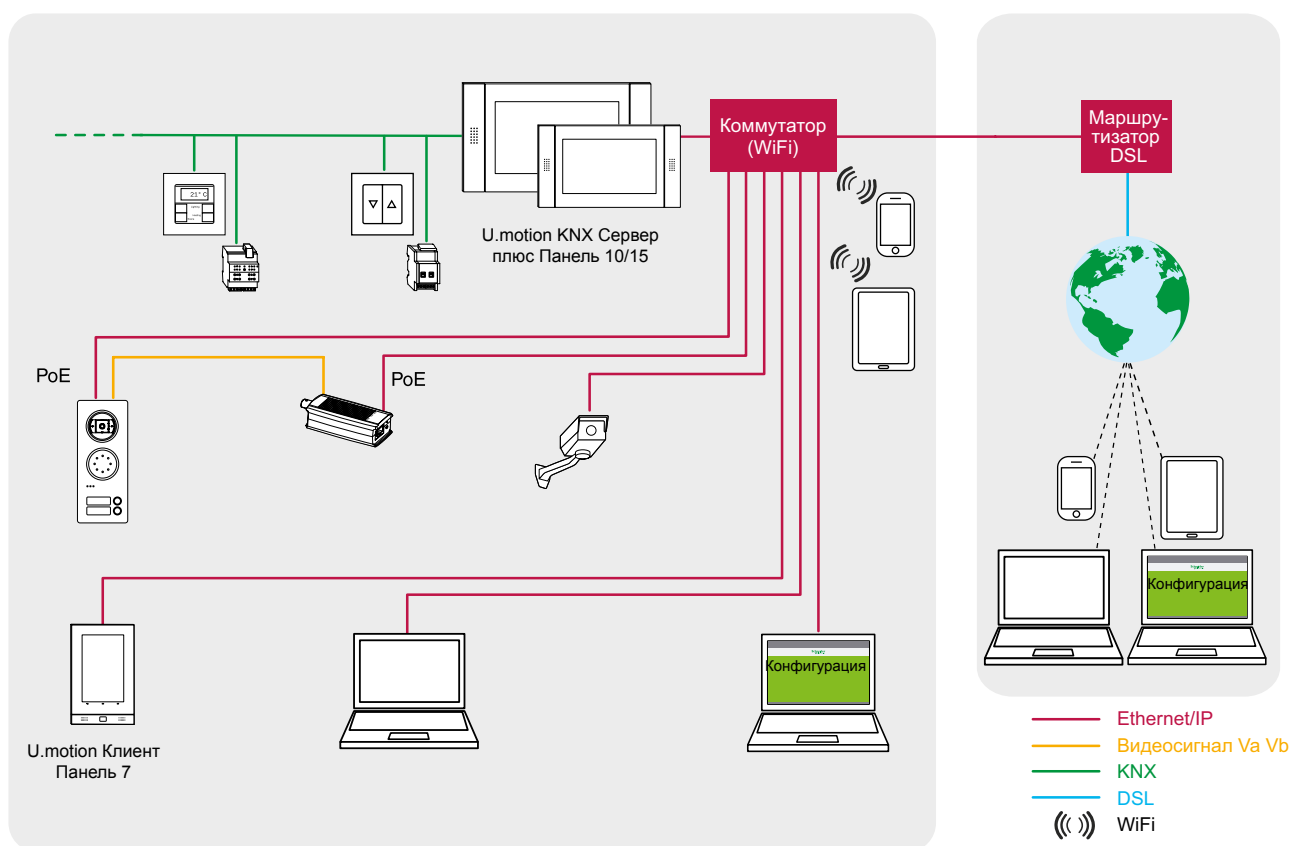 Коммутатор
(WiFi)
Маршру-
тизатор
DSL
21° C
U.motion KNX Сервер
плюс Панель 10/15
PoE
PoE
Конфигурация
Конфигурация
U.motion Клиент
Панель 7
Ethernet/IP
Видеосигнал Va Vb
KNX
DSL
WiFi